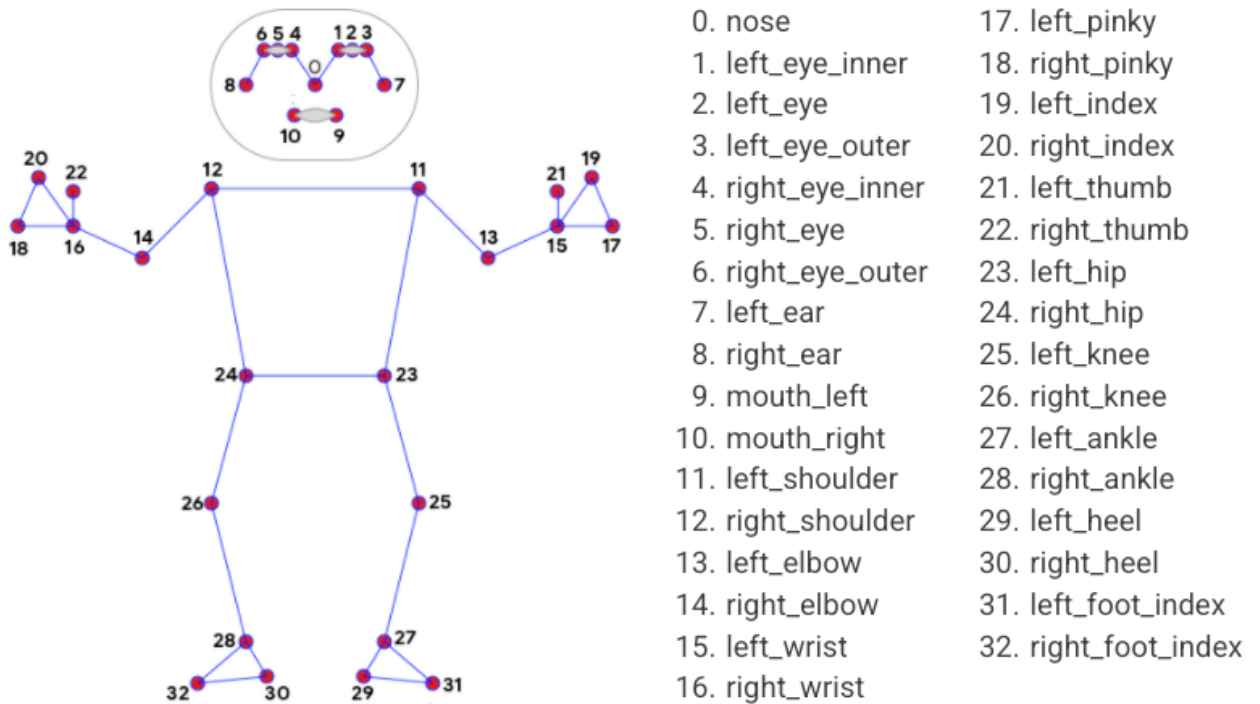 6 5 4 1 2 3
0
8 7
10 9
20 22 12 11 21 19
18 16 14 13 15 17
24 23
26 25
28 27
32 30 29 31
0. nose
1. left_eye_inner
2. left_eye
3. left_eye_outer
4. right_eye_inner
5. right_eye
6. right_eye_outer
7. left_ear
8. right_ear
9. mouth_left
10. mouth_right
11. left_shoulder
12. right_shoulder
13. left_elbow
14. right_elbow
15. left_wrist
16. right_wrist
17. left_pinky
18. right_pinky
19. left_index
20. right_index
21. left_thumb
22. right_thumb
23. left_hip
24. right_hip
25. left_knee
26. right_knee
27. left_ankle
28. right_ankle
29. left_heel
30. right_heel
31. left_foot_index
32. right_foot_index